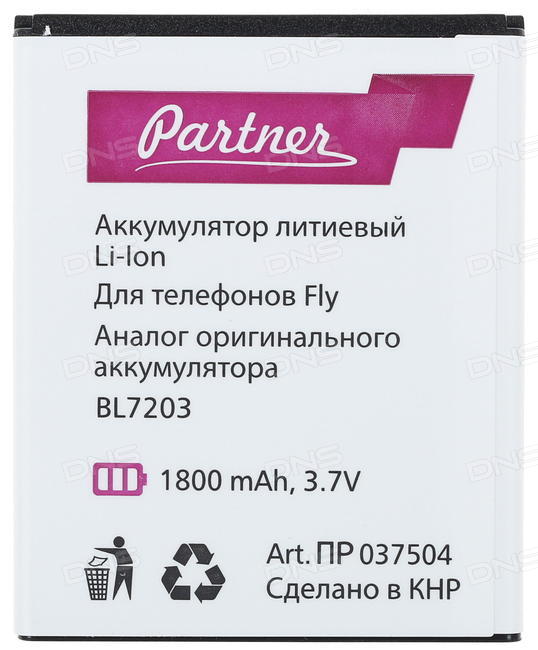 Partner
Аккумулятор литиевый
Li-Ion
Для телефонов Fly
Аналог оригинального
аккумулятора
BL7203
1800 mAh, 3.7V
Art. ПР 037504
Сделано в КНР
DNS